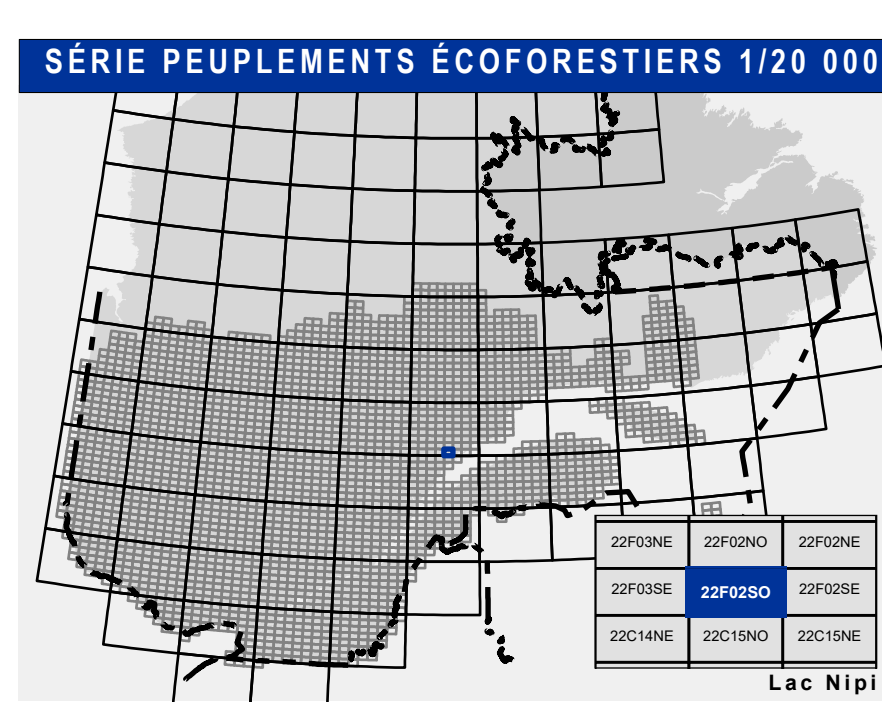 SÉRIE PEUPLEMENTS ÉCOFORESTIERS 1/20 000
22F03NE 22F02NO 22F02NE
22F03SE 22F02SO 22F02SE
22C14NE 22C15NO 22C15NE
Lac Nipi